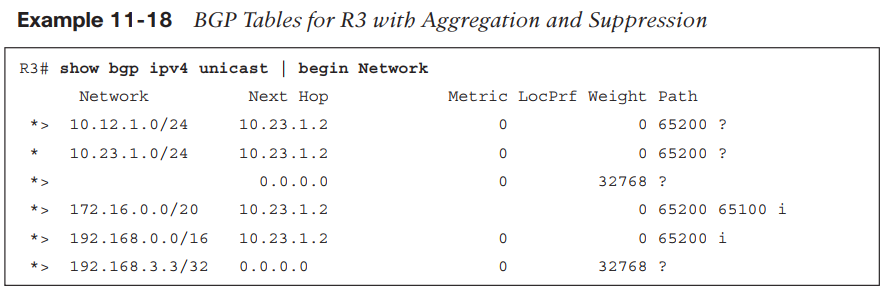 Example 11-18 BGP Tables for R3 with Aggregation and Suppression
R3# show bgp ipv4 unicast | begin Network
Network Next Hop Metric LocPrf Weight Path
*> 10.12.1.0/24 10.23.1.2 0 0 65200 ?
* 10.23.1.0/24 10.23.1.2 0 0 65200 ?
*> 0.0.0.0 0 32768 ?
*> 172.16.0.0/20 10.23.1.2 0 65200 65100 i
*> 192.168.0.0/16 10.23.1.2 0 0 65200 i
*> 192.168.3.3/32 0.0.0.0 0 32768 ?